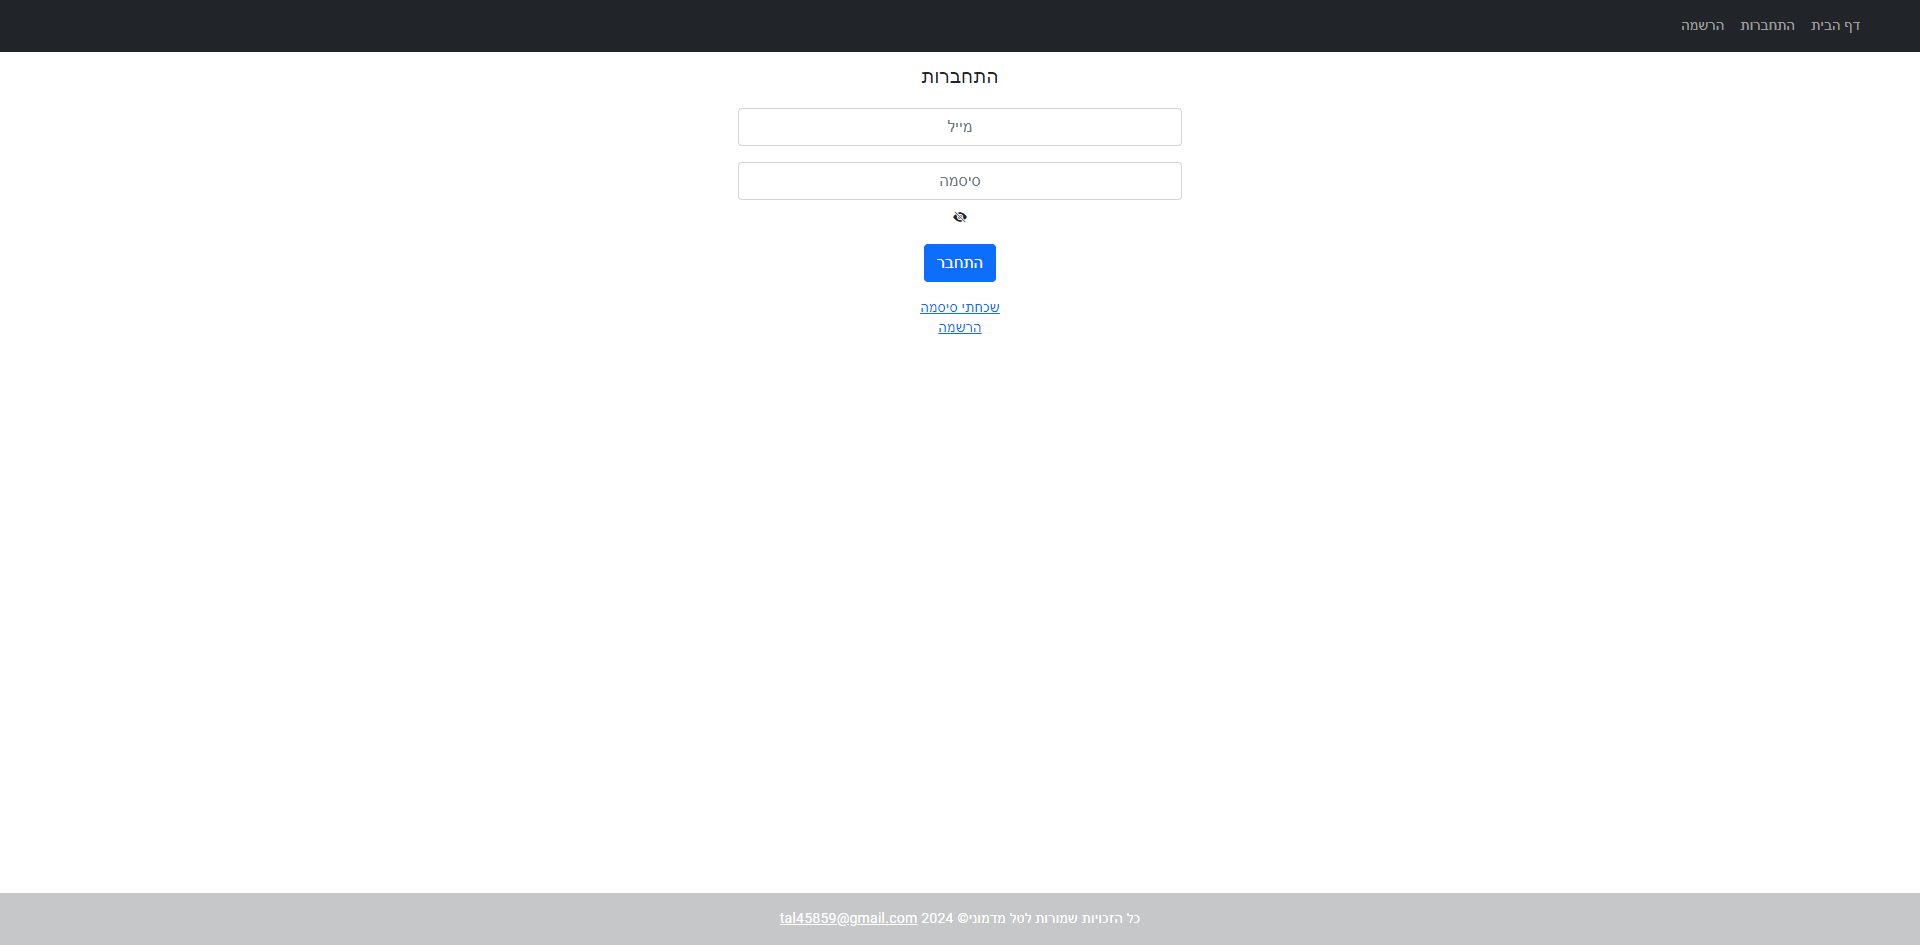 דף הבית התחברות הרשמה
התחברות
מייל
סיסמה
התחבר
שכחתי סיסמה
הרשמה
כל הזכויות שמורות לטל מדמוני© 2024 tal45859@gmail.com